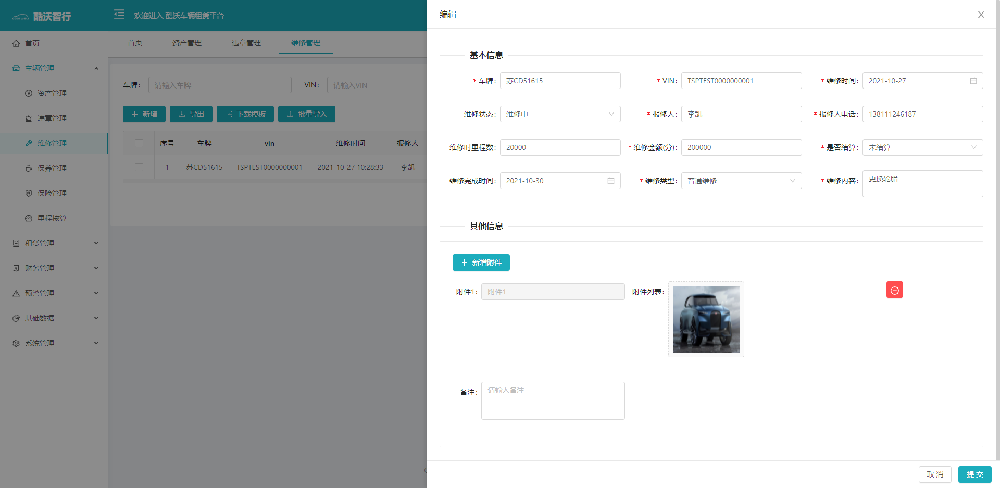 COOLWELL 酷沃智行
欢迎进入 酷沃车辆租赁平台
首页
车辆管理
资产管理
违章管理
维修管理
保养管理
保险管理
里程核算
租赁管理
财务管理
预警管理
基础数据
系统管理
首页 资产管理 违章管理 维修管理
车牌： 请输入车牌 VIN： 请输入VIN
新增 导出 下载模板 批量导入
序号 车牌 vin 维修时间 报修人
1 苏CD51615 TSPTEST0000000001 2021-10-27 10:28:33 李凯
编辑
基本信息
* 车牌： 苏CD51615 * VIN： TSPTEST0000000001 * 维修时间： 2021-10-27
维修状态： 维修中 * 报修人： 李凯 * 报修人电话： 138111246187
维修时里程数： 20000 * 维修金额(分)： 200000 * 是否结算： 未结算
维修完成时间： 2021-10-30 * 维修类型： 普通维修 * 维修内容： 更换轮胎
其他信息
新增附件
附件1： 附件1 附件列表：
备注： 请输入备注
取 消 提 交